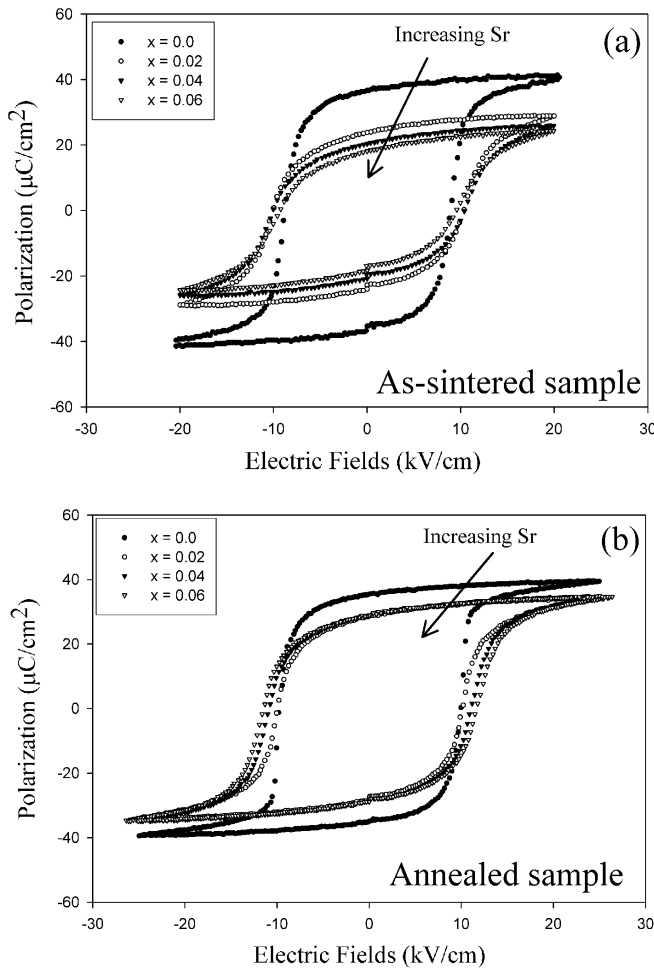 (a)
x = 0.0
x = 0.02
x = 0.04
x = 0.06
Increasing Sr
60
40
20
0
-20
-40
-60
Polarization (µC/cm²)
As-sintered sample
-30 -20 -10 0 10 20 30
Electric Fields (kV/cm)
(b)
x = 0.0
x = 0.02
x = 0.04
x = 0.06
Increasing Sr
60
40
20
0
-20
-40
-60
Polarization (µC/cm²)
Annealed sample
-30 -20 -10 0 10 20 30
Electric Fields (kV/cm)